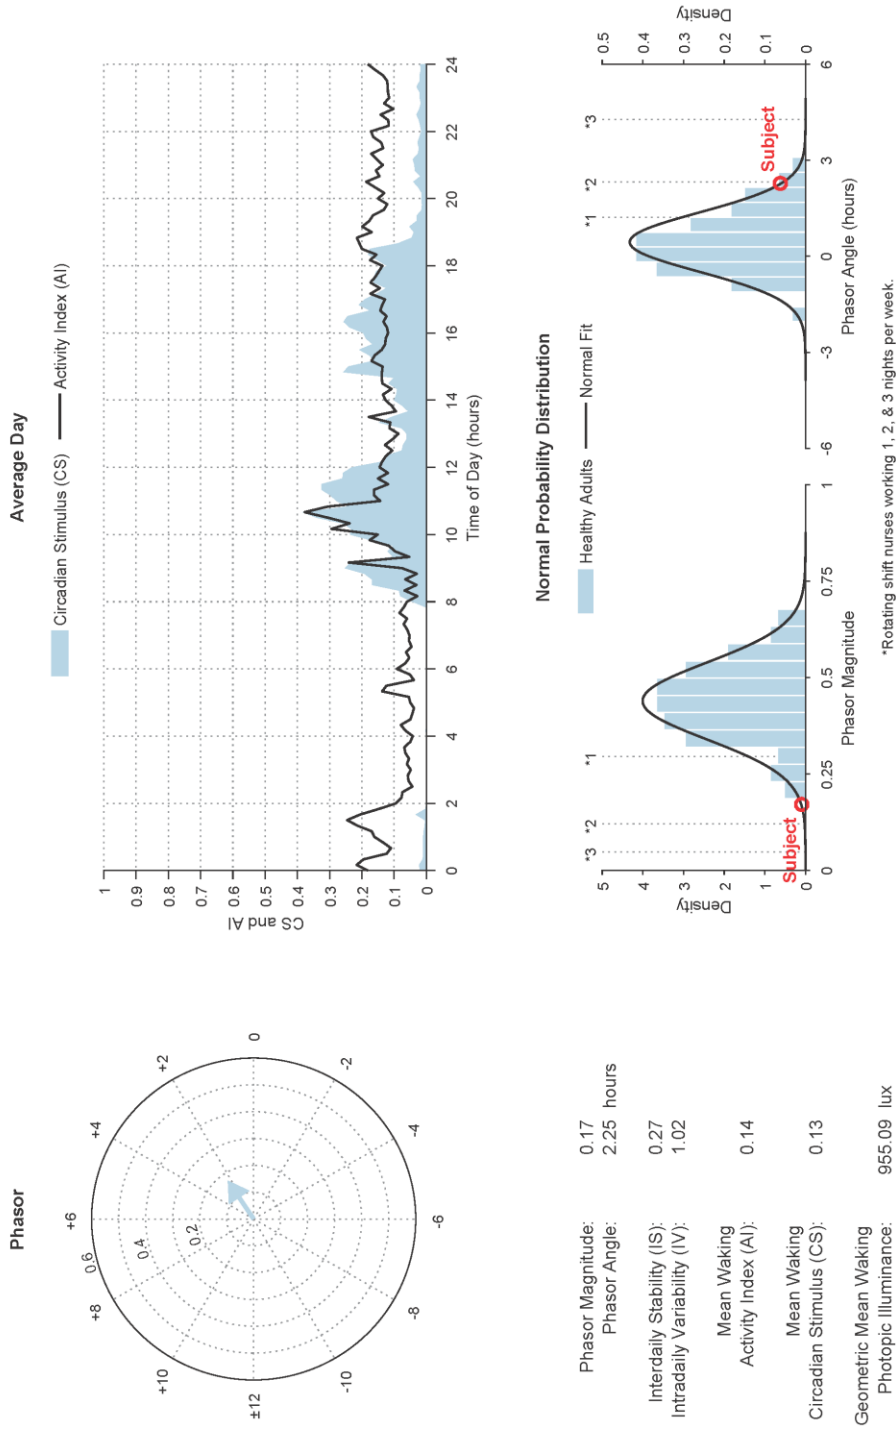 Phasor
+2
+4
+6
+8
+10
±12
-10
-8
-6
-4
-2
0
0.2
0.4
0.6
Average Day
Circadian Stimulus (CS)
Activity Index (AI)
CS and AI
1
0.9
0.8
0.7
0.6
0.5
0.4
0.3
0.2
0.1
0
0 2 4 6 8 10 12 14 16 18 20 22 24
Time of Day (hours)
Phasor Magnitude: 0.17
Phasor Angle: 2.25 hours
Interdaily Stability (IS): 0.27
Intradaily Variability (IV): 1.02
Mean Waking
Activity Index (AI): 0.14
Mean Waking
Circadian Stimulus (CS): 0.13
Geometric Mean Waking
Photopic Illuminance: 955.09 lux
Normal Probability Distribution
Healthy Adults
Normal Fit
*3 *2 *1
Density
5
4
3
2
1
0
Subject
0 0.25 0.5 0.75 1
Phasor Magnitude
*1 *2 *3
Density
0.5
0.4
0.3
0.2
0.1
0
Subject
-6 -3 0 3 6
Phasor Angle (hours)
*Rotating shift nurses working 1, 2, & 3 nights per week.